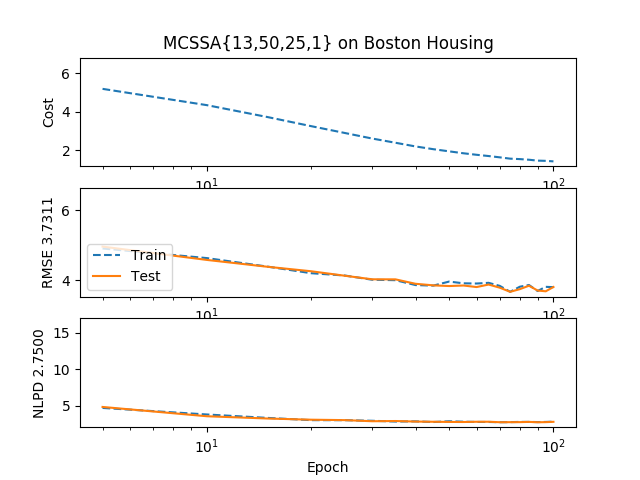 MCSSA{13,50,25,1} on Boston Housing
6
4
2
Cost
10¹ 10²
6
4
RMSE 3.7311
Train
Test
10¹ 10²
15
10
5
NLPD 2.7500
10¹ 10²
Epoch